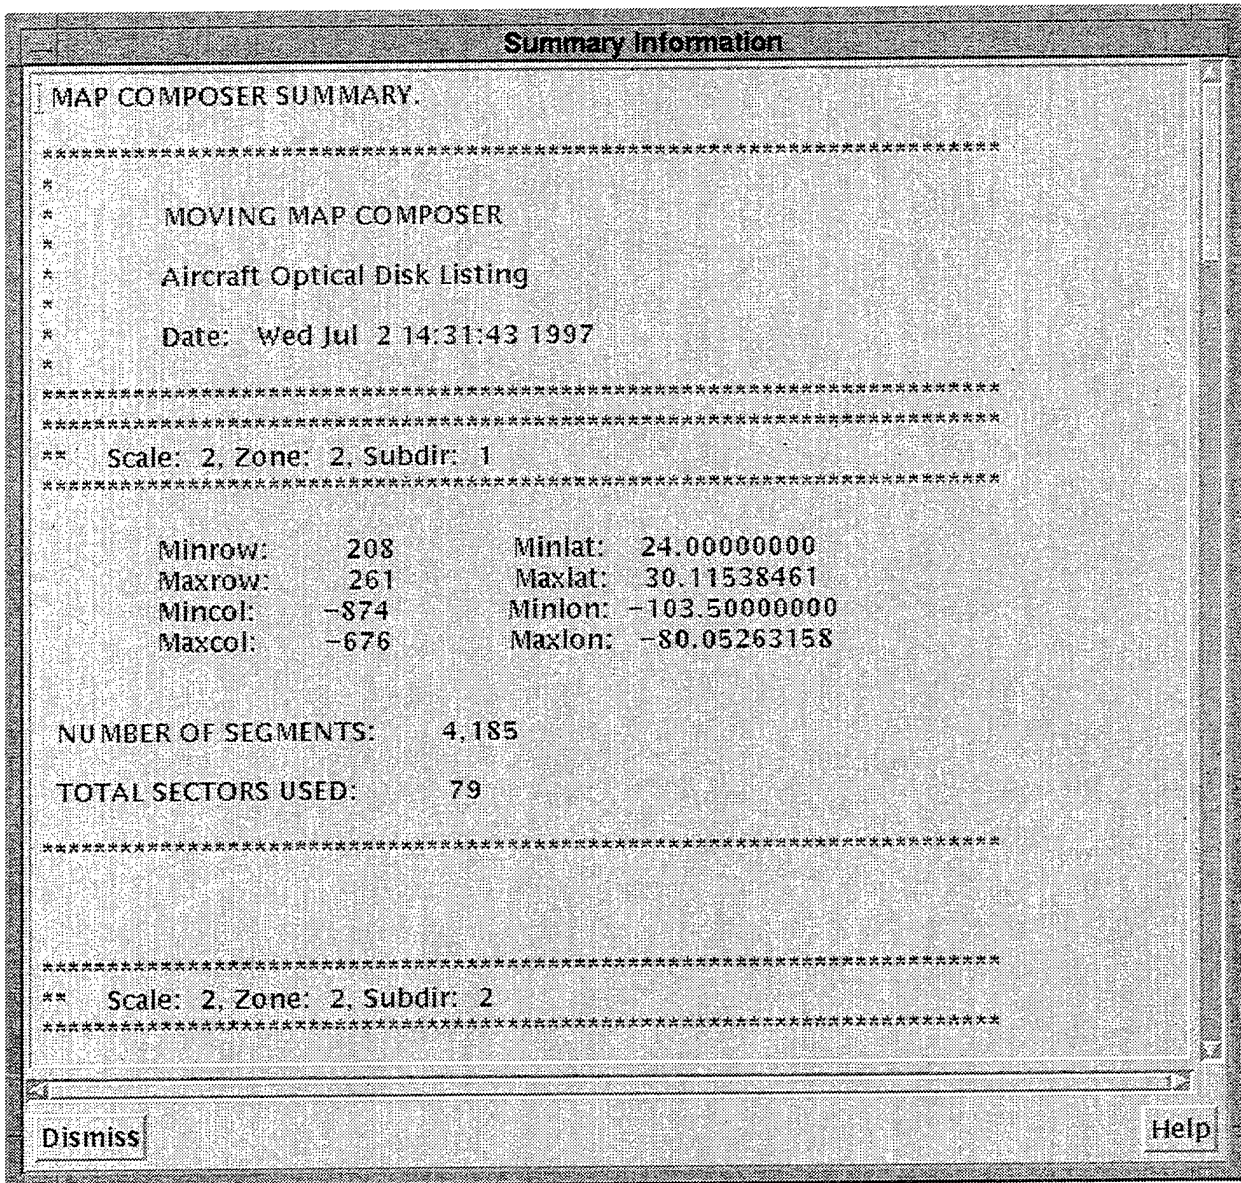 Summary Information
MAP COMPOSER SUMMARY.
**************************************************************************
*
* MOVING MAP COMPOSER
*
* Aircraft Optical Disk Listing
*
* Date: Wed Jul 2 14:31:43 1997
*
**************************************************************************
**************************************************************************
** Scale: 2, Zone: 2, Subdir: 1
**************************************************************************
Minrow: 208 Minlat: 24.00000000
Maxrow: 261 Maxlat: 30.11538461
Mincol: -874 Minlon: -103.50000000
Maxcol: -676 Maxlon: -80.05263158
NUMBER OF SEGMENTS: 4,185
TOTAL SECTORS USED: 79
**************************************************************************
**************************************************************************
** Scale: 2, Zone: 2, Subdir: 2
**************************************************************************
Dismiss Help